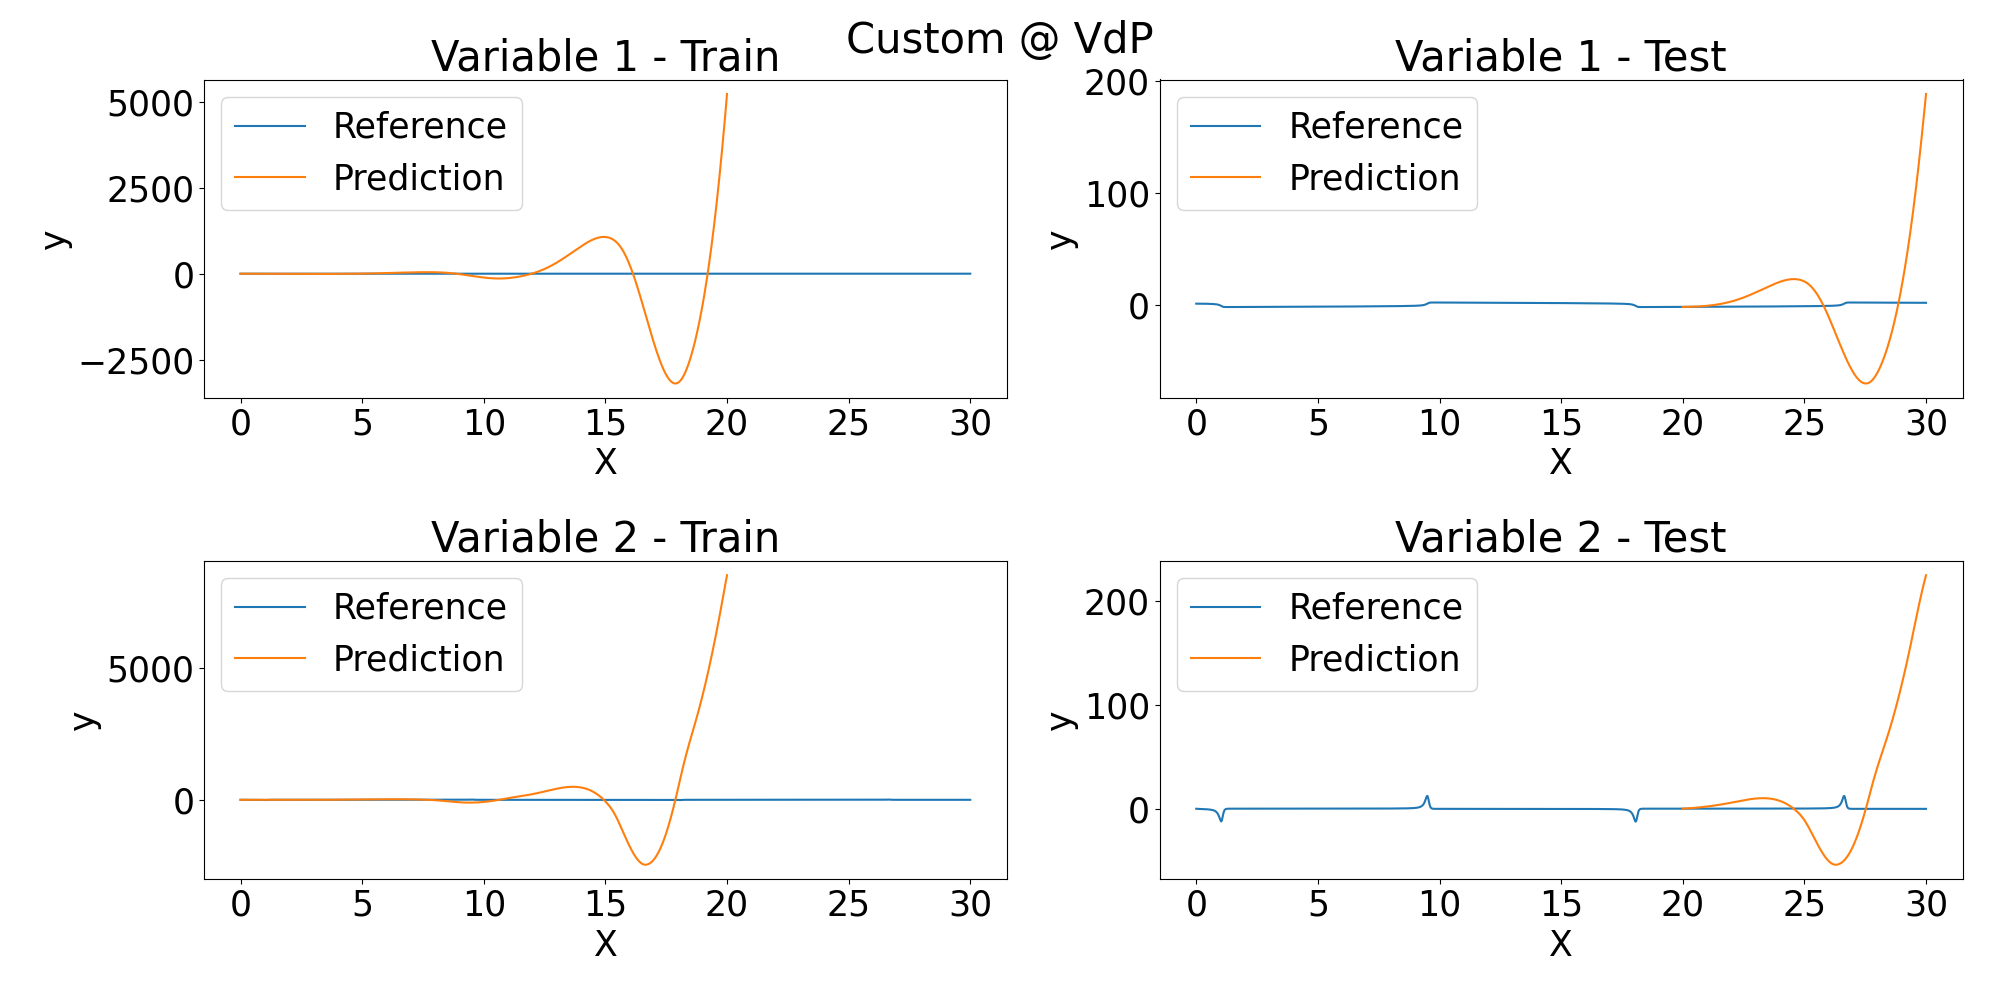 Custom @ VdP
Variable 1 - Train
5000
2500
0
−2500
y
Reference
Prediction
0 5 10 15 20 25 30
X
Variable 1 - Test
200
100
0
y
Reference
Prediction
0 5 10 15 20 25 30
X
Variable 2 - Train
5000
0
y
Reference
Prediction
0 5 10 15 20 25 30
X
Variable 2 - Test
200
100
0
y
Reference
Prediction
0 5 10 15 20 25 30
X